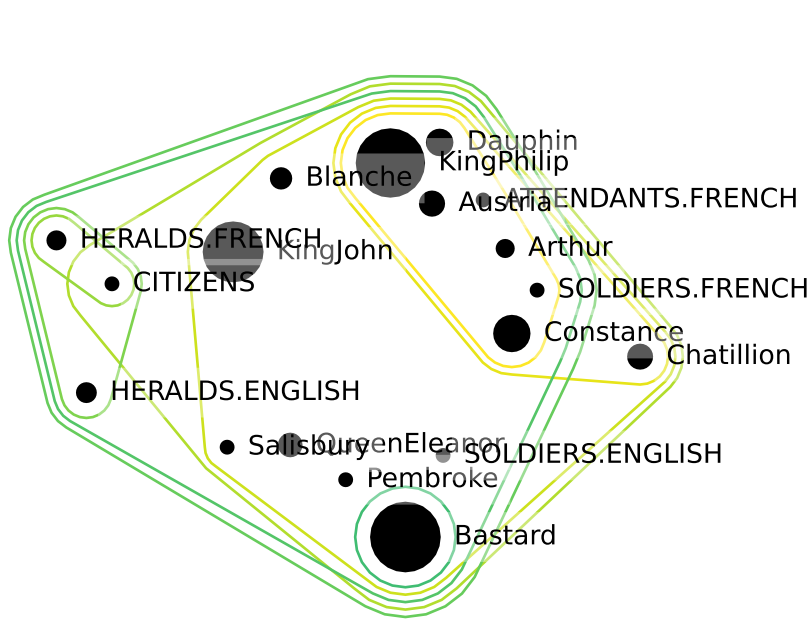 Dauphin
KingPhilip
Blanche
Austria
ATTENDANTS.FRENCH
HERALDS.FRENCH
KingJohn
Arthur
CITIZENS
SOLDIERS.FRENCH
Constance
Chatillion
HERALDS.ENGLISH
Salisbury
QueenEleanor
SOLDIERS.ENGLISH
Pembroke
Bastard